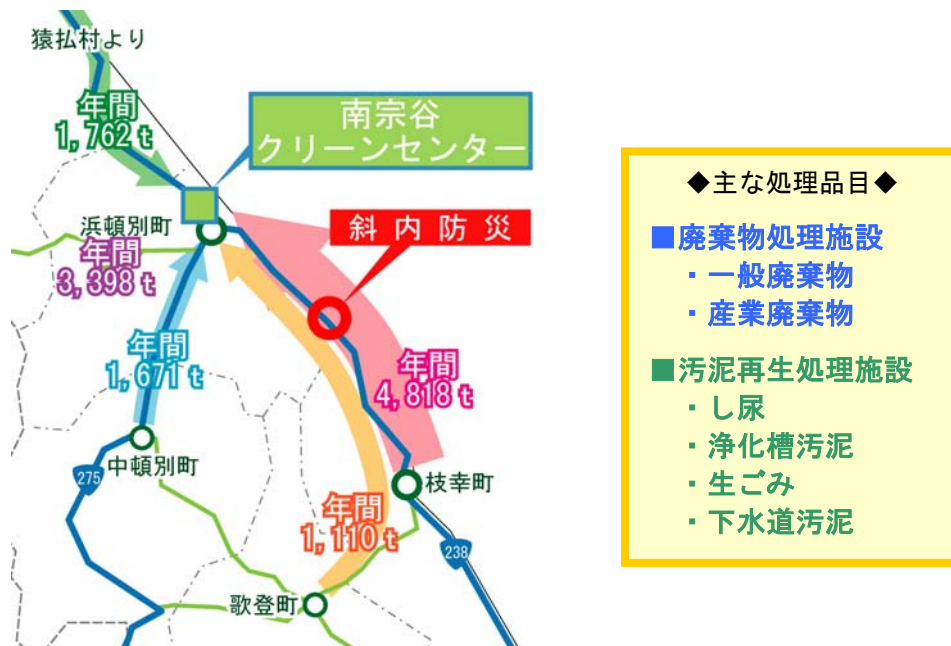 猿払村より
年間
1,762 t
南宗谷
クリーンセンター
浜頓別町
年間
3,398 t
斜内防災
年間
1,671 t
年間
4,818 t
中頓別町
275
枝幸町
年間
1,110 t
238
歌登町
◆主な処理品目◆
■廃棄物処理施設
・一般廃棄物
・産業廃棄物
■汚泥再生処理施設
・し尿
・浄化槽汚泥
・生ごみ
・下水道汚泥